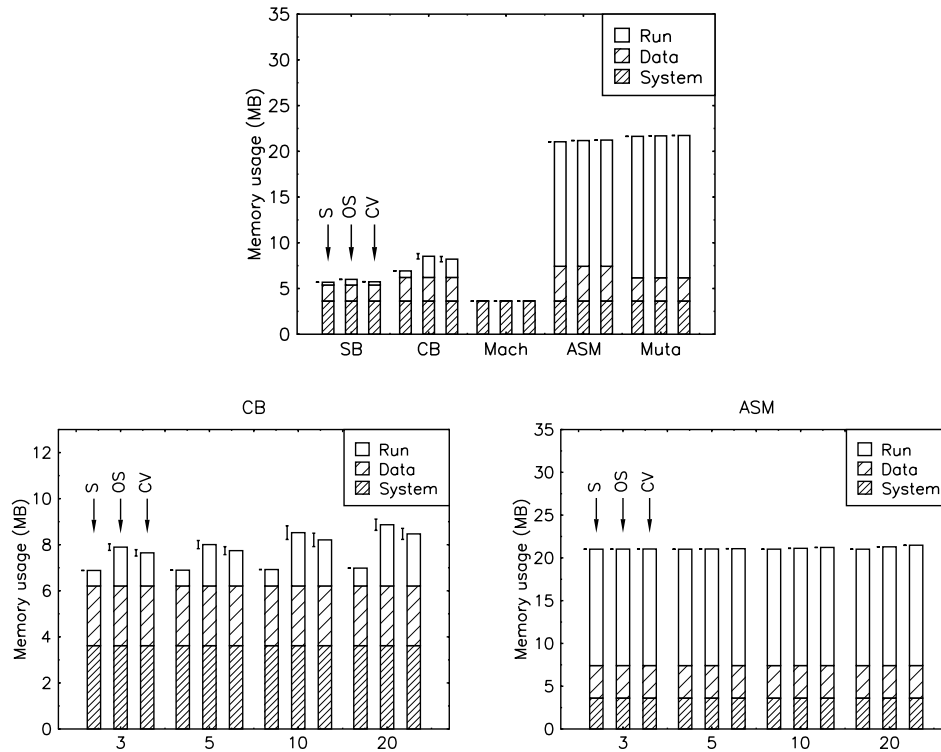 35
30
25
20
15
10
5
0
Memory usage (MB)
Run
Data
System
S
OS
CV
SB
CB
Mach
ASM
Muta
CB
12
10
8
6
4
2
0
Memory usage (MB)
Run
Data
System
S
OS
CV
3
5
10
20
ASM
35
30
25
20
15
10
5
0
Memory usage (MB)
Run
Data
System
S
OS
CV
3
5
10
20